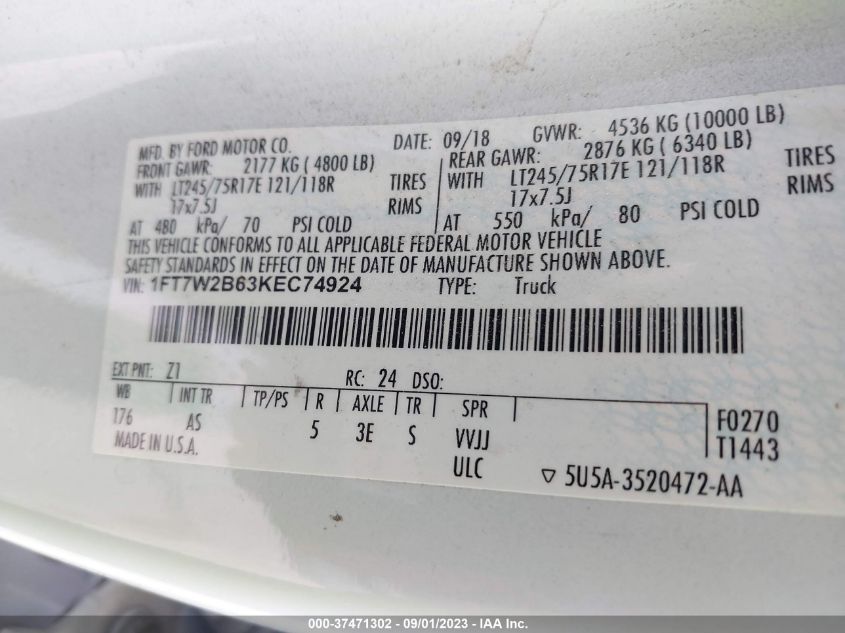 MFD. BY FORD MOTOR CO. DATE: 09/18 GVWR: 4536 KG (10000 LB)
FRONT GAWR: 2177 KG ( 4800 LB) REAR GAWR: 2876 KG ( 6340 LB)
WITH LT245/75R17E 121/118R TIRES WITH LT245/75R17E 121/118R TIRES
17x7.5J RIMS 17x7.5J RIMS
AT 480 kPa/ 70 PSI COLD AT 550 kPa/ 80 PSI COLD
THIS VEHICLE CONFORMS TO ALL APPLICABLE FEDERAL MOTOR VEHICLE
SAFETY STANDARDS IN EFFECT ON THE DATE OF MANUFACTURE SHOWN ABOVE.
VIN: 1FT7W2B63KEC74924 TYPE: Truck
EXT PNT: Z1 RC: 24 DSO:
WB INT TR TP/PS R AXLE TR SPR
176 AS 5 3E S VVJJ F0270
MADE IN U.S.A. ULC T1443
5U5A-3520472-AA
000-37471302 - 09/01/2023 - IAA Inc.